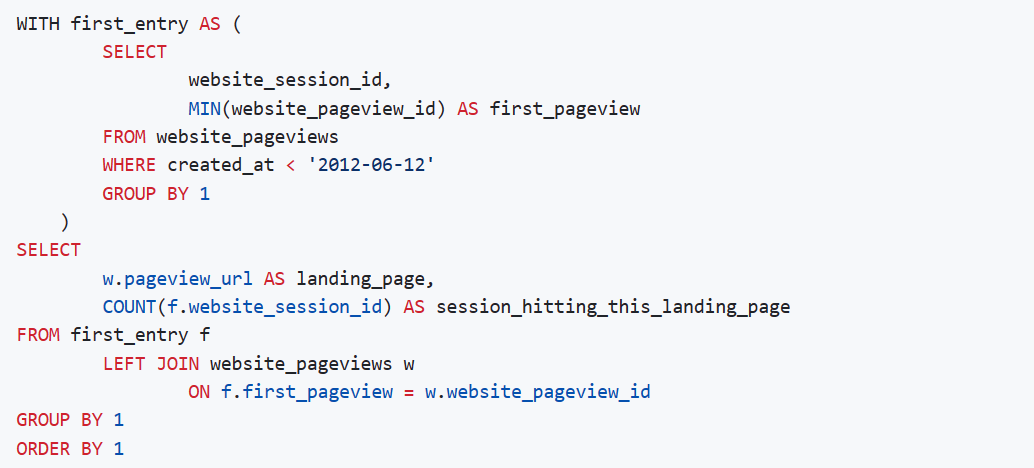 WITH first_entry AS (
SELECT
website_session_id,
MIN(website_pageview_id) AS first_pageview
FROM website_pageviews
WHERE created_at < '2012-06-12'
GROUP BY 1
)
SELECT
w.pageview_url AS landing_page,
COUNT(f.website_session_id) AS session_hitting_this_landing_page
FROM first_entry f
LEFT JOIN website_pageviews w
ON f.first_pageview = w.website_pageview_id
GROUP BY 1
ORDER BY 1